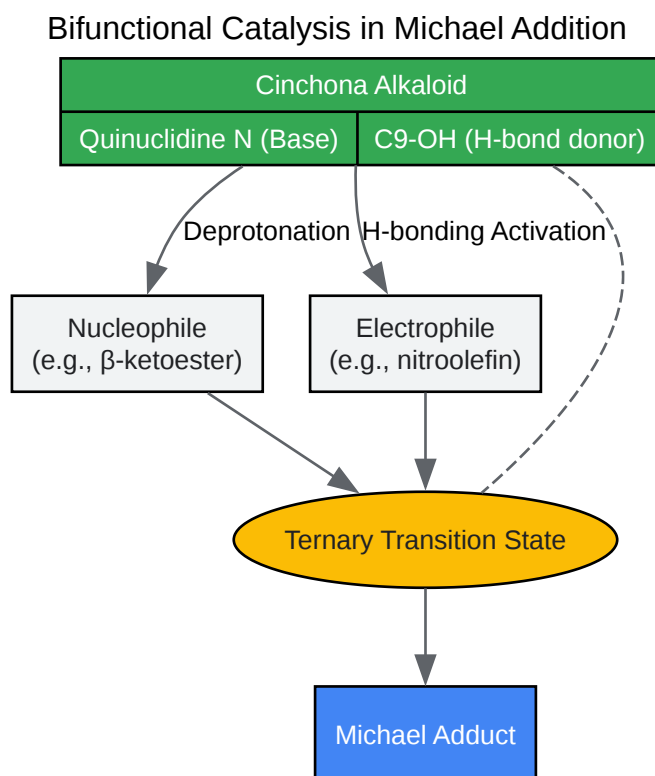 Bifunctional Catalysis in Michael Addition
Cinchona Alkaloid
Quinuclidine N (Base)
C9-OH (H-bond donor)
Deprotonation
H-bonding Activation
Nucleophile
(e.g., β-ketoester)
Electrophile
(e.g., nitroolefin)
Ternary Transition State
Michael Adduct